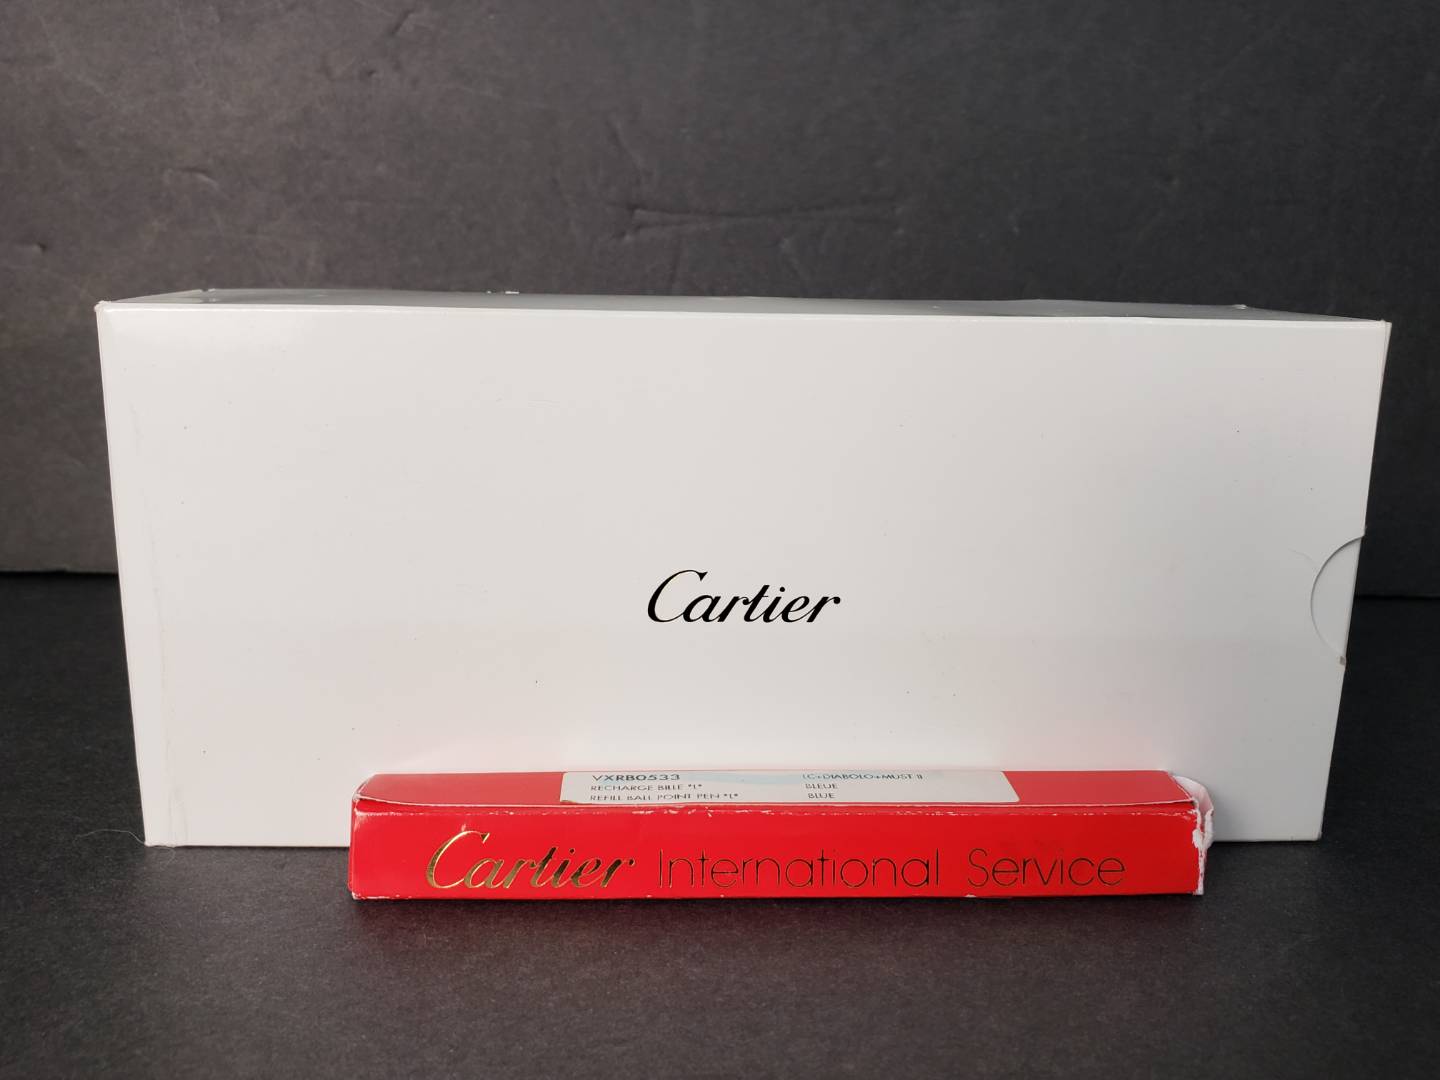 Cartier
VXRB0533 LC+DIABOLO+MUST II
RECHARGE BILLE *L* BLEUE
REFILL BALL POINT PEN *L* BLUE
Cartier International Service